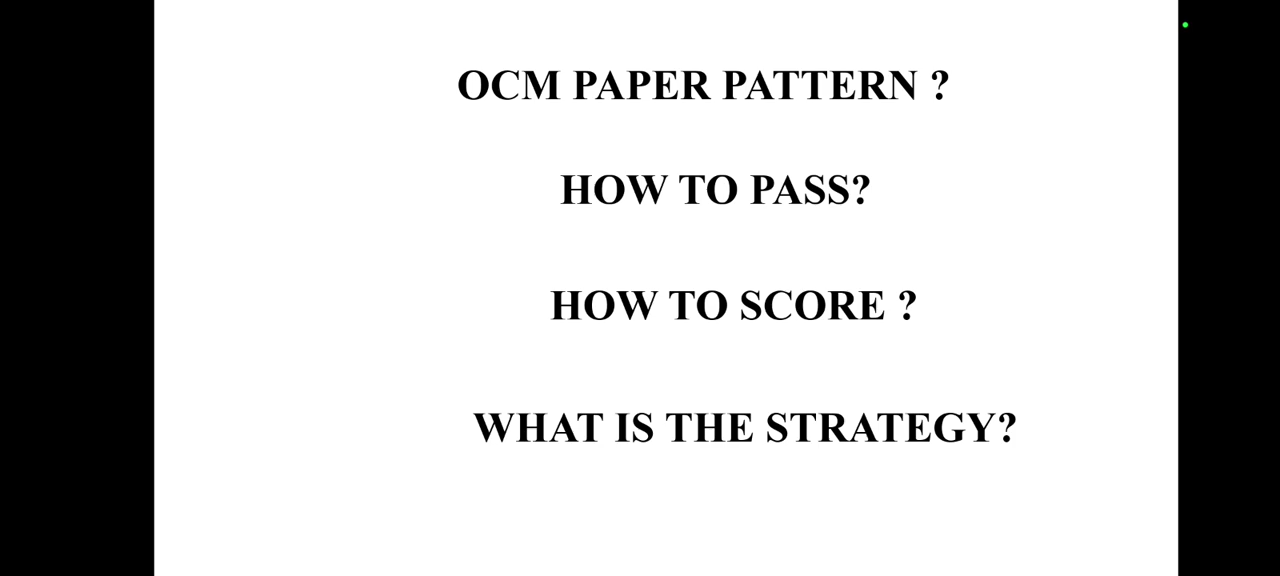 OCM PAPER PATTERN ?
HOW TO PASS?
HOW TO SCORE ?
WHAT IS THE STRATEGY?